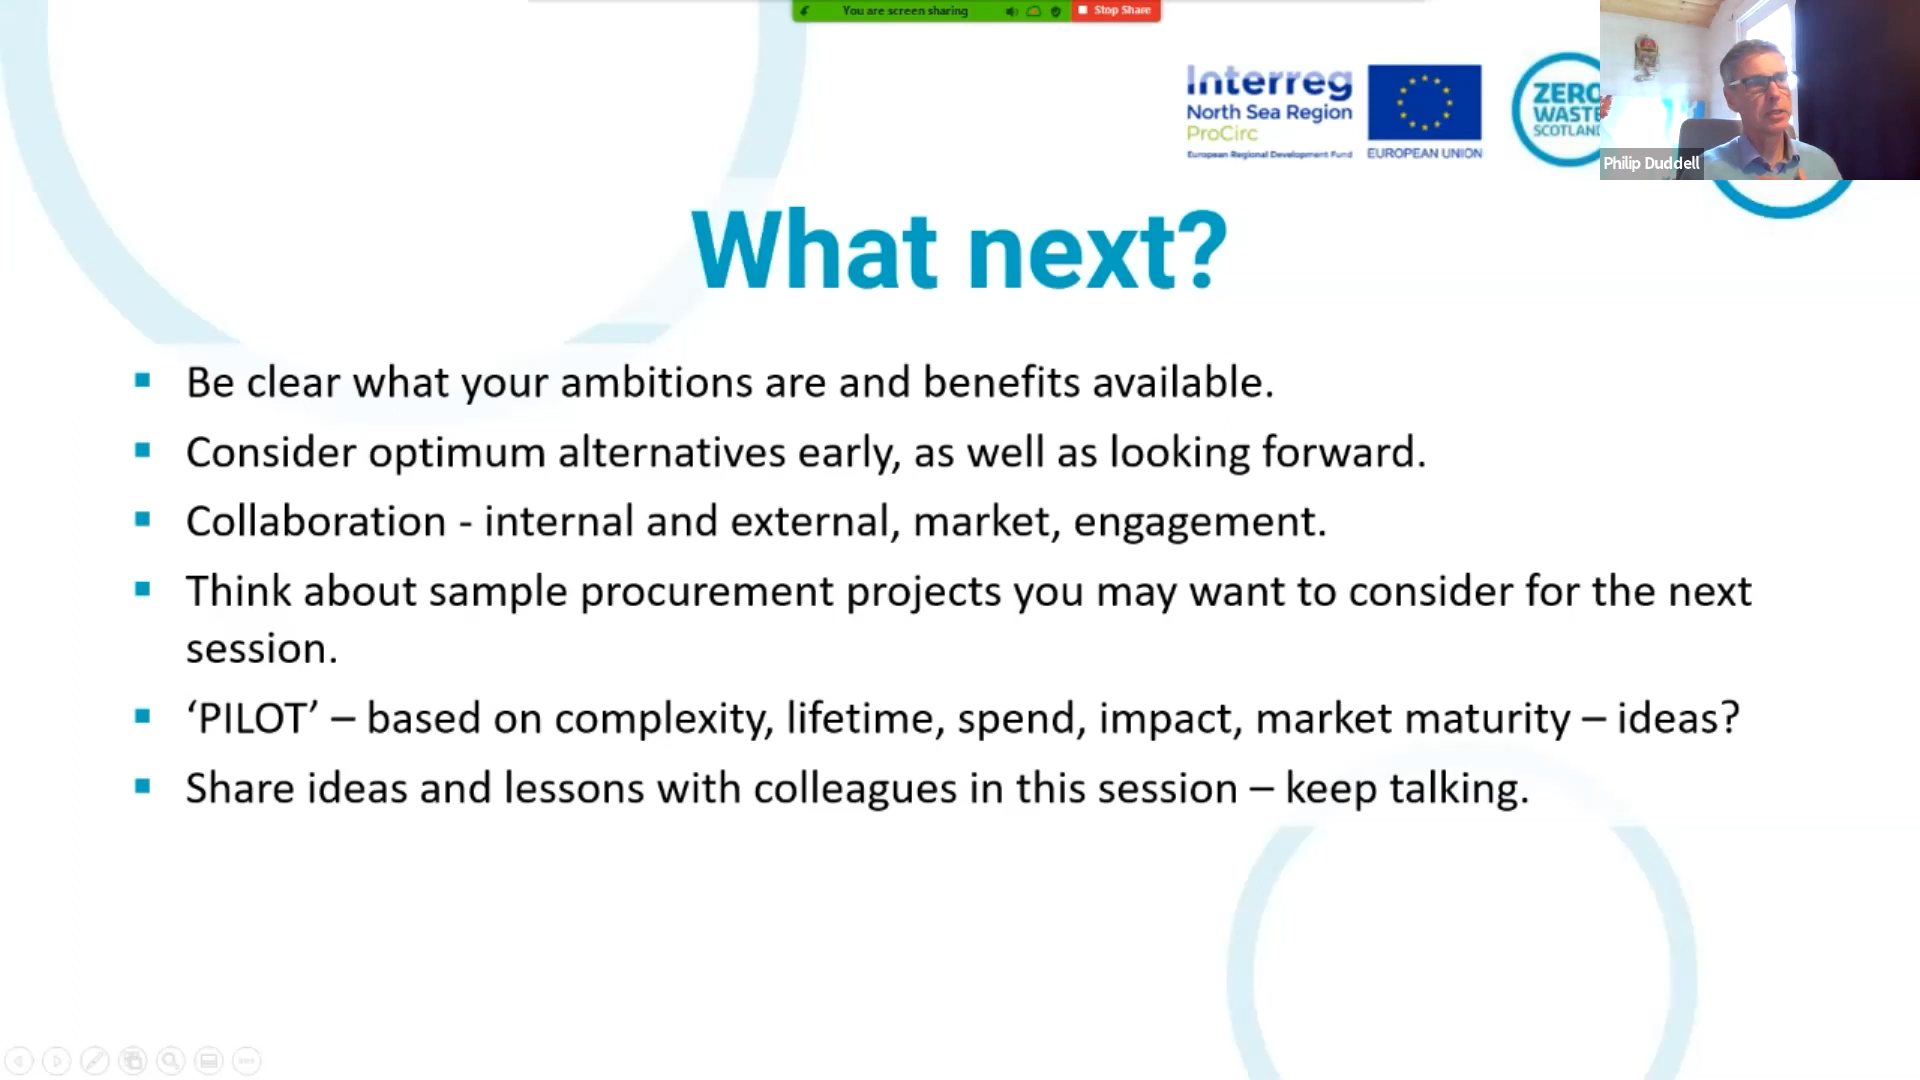 You are screen sharing
Stop Share
Interreg
North Sea Region
ProCirc
European Regional Development Fund
EUROPEAN UNION
ZERO
WASTE
SCOTLAND
Philip Duddell
What next?
Be clear what your ambitions are and benefits available.
Consider optimum alternatives early, as well as looking forward.
Collaboration - internal and external, market, engagement.
Think about sample procurement projects you may want to consider for the next
session.
‘PILOT’ – based on complexity, lifetime, spend, impact, market maturity – ideas?
Share ideas and lessons with colleagues in this session – keep talking.